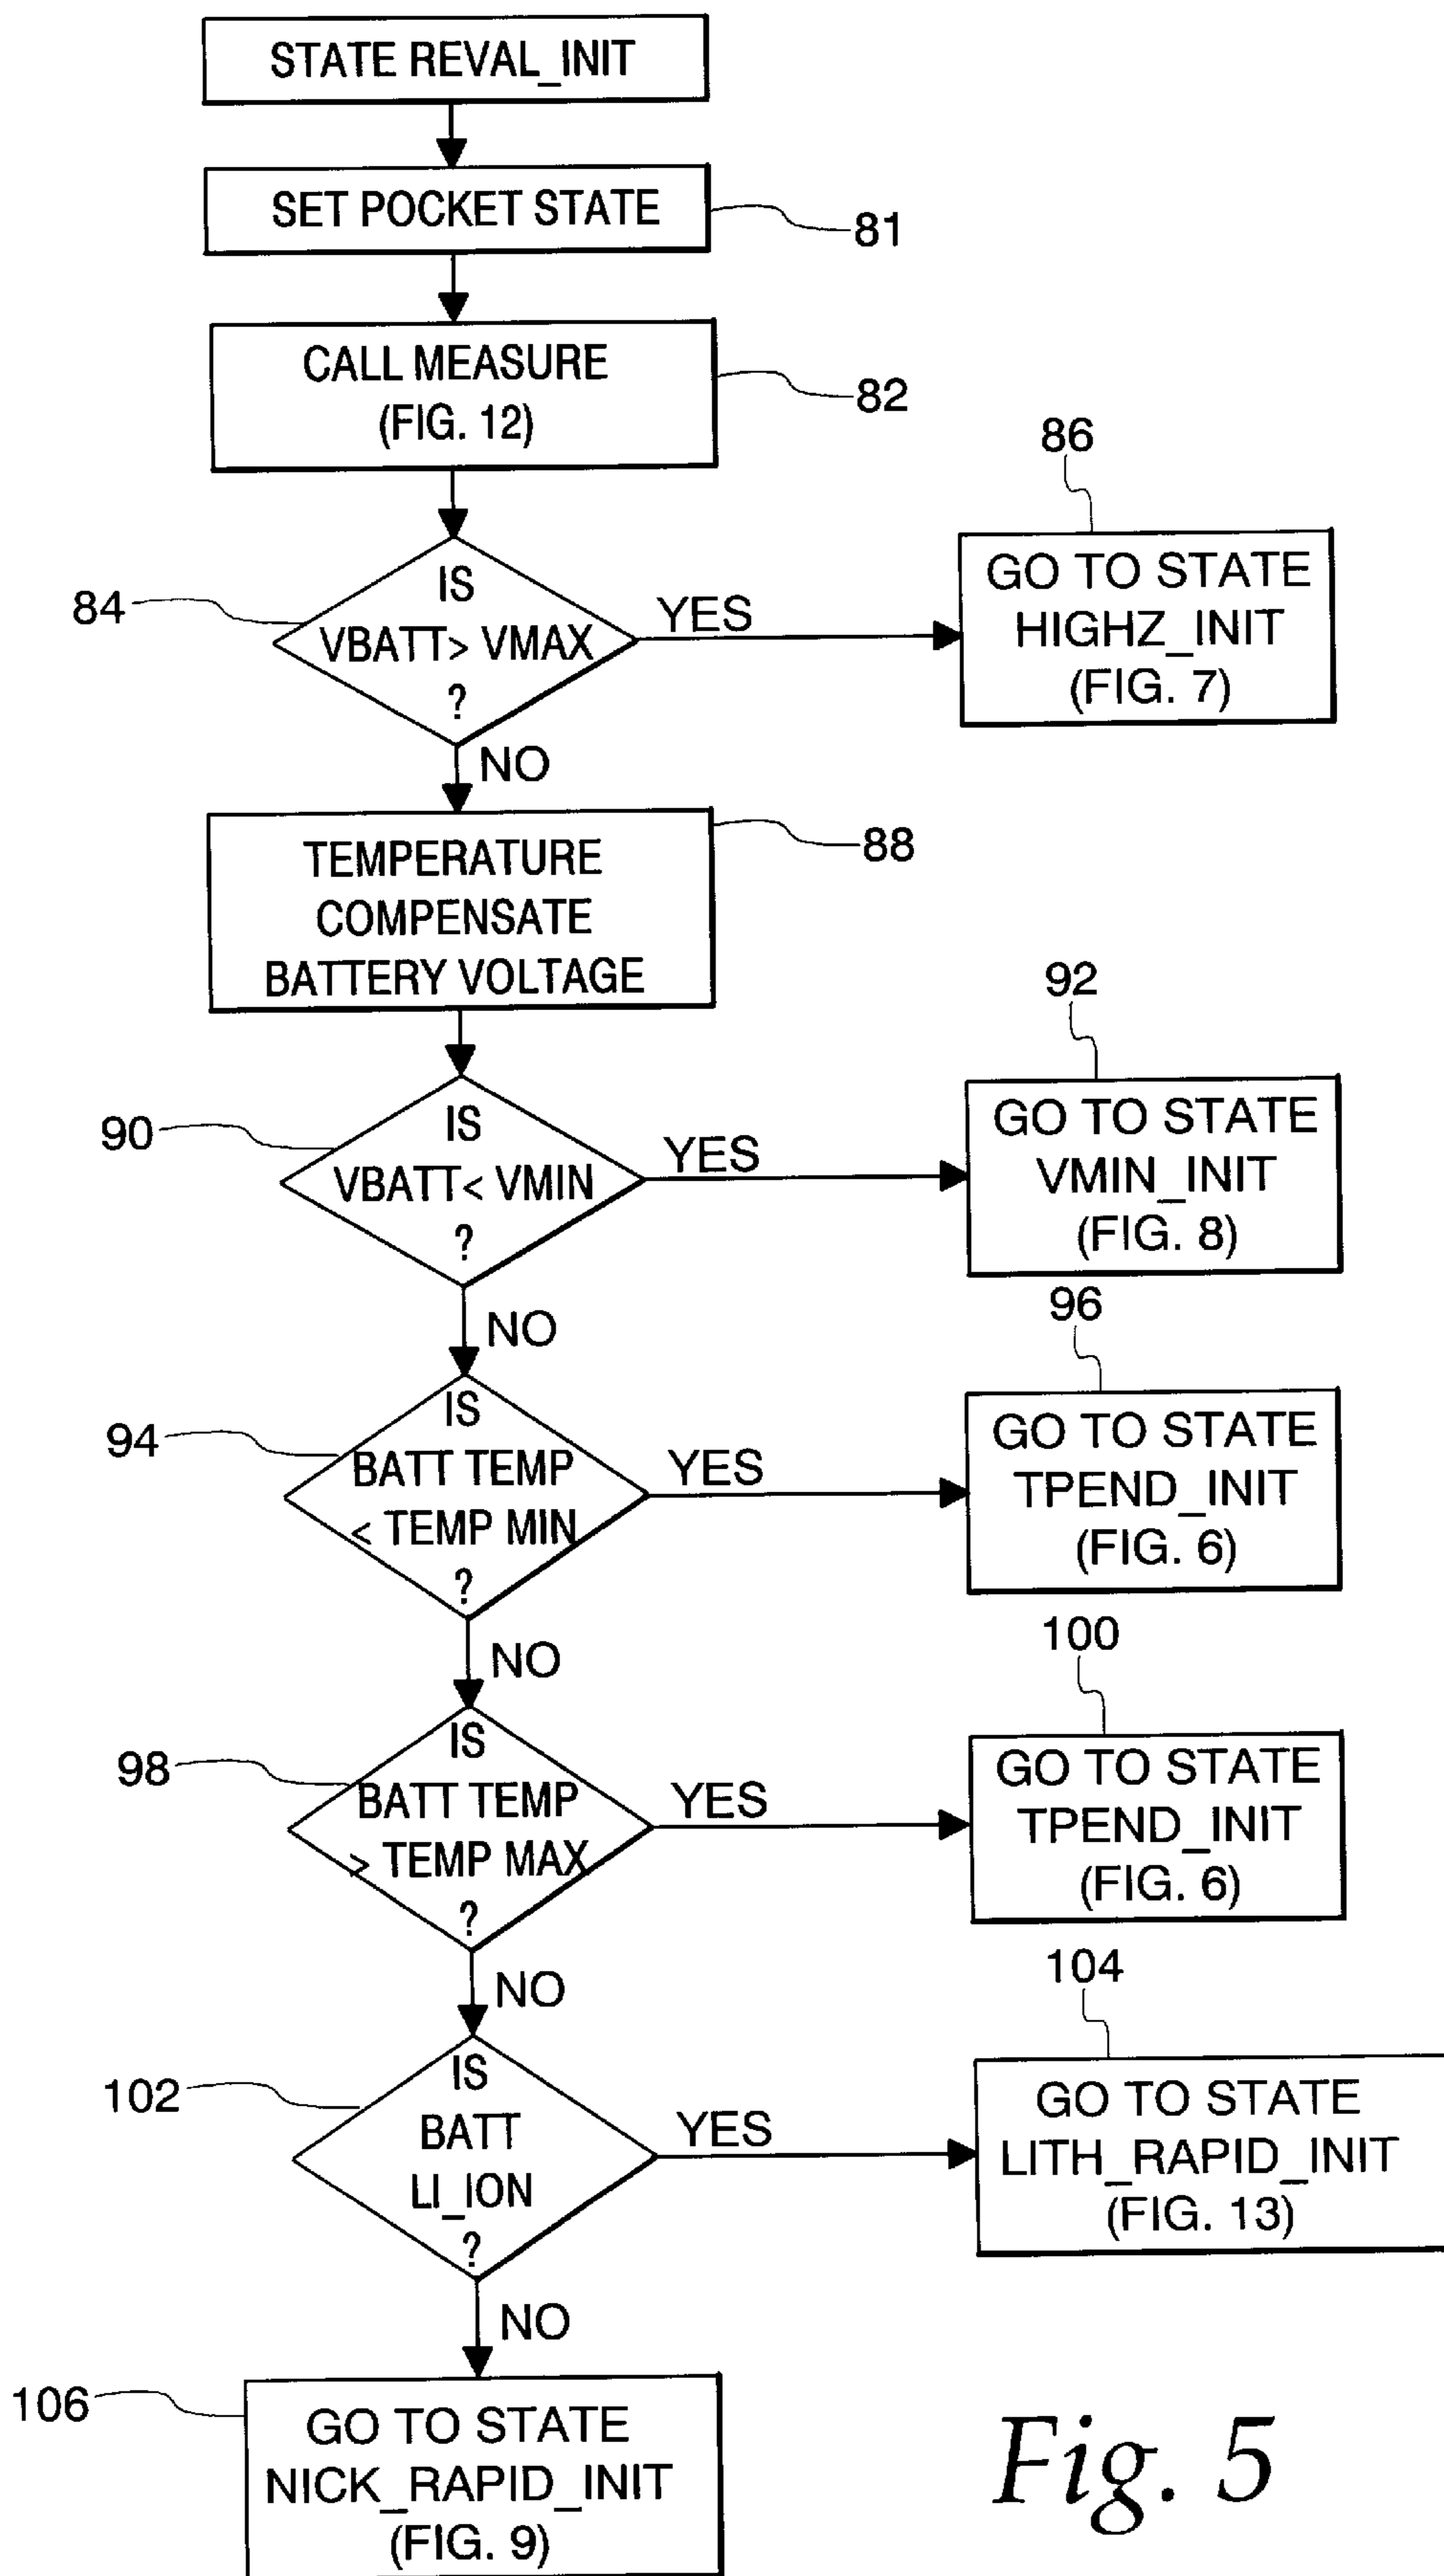 STATE REVAL_INIT
SET POCKET STATE
81
CALL MEASURE
(FIG. 12)
82
86
84
IS
VBATT> VMAX
?
YES
GO TO STATE
HIGHZ_INIT
(FIG. 7)
NO
TEMPERATURE
COMPENSATE
BATTERY VOLTAGE
88
92
90
IS
VBATT< VMIN
?
YES
GO TO STATE
VMIN_INIT
(FIG. 8)
NO
96
94
IS
BATT TEMP
< TEMP MIN
?
YES
GO TO STATE
TPEND_INIT
(FIG. 6)
NO
100
98
IS
BATT TEMP
> TEMP MAX
?
YES
GO TO STATE
TPEND_INIT
(FIG. 6)
NO
104
102
IS
BATT
LI_ION
?
YES
GO TO STATE
LITH_RAPID_INIT
(FIG. 13)
NO
106
GO TO STATE
NICK_RAPID_INIT
(FIG. 9)
Fig. 5